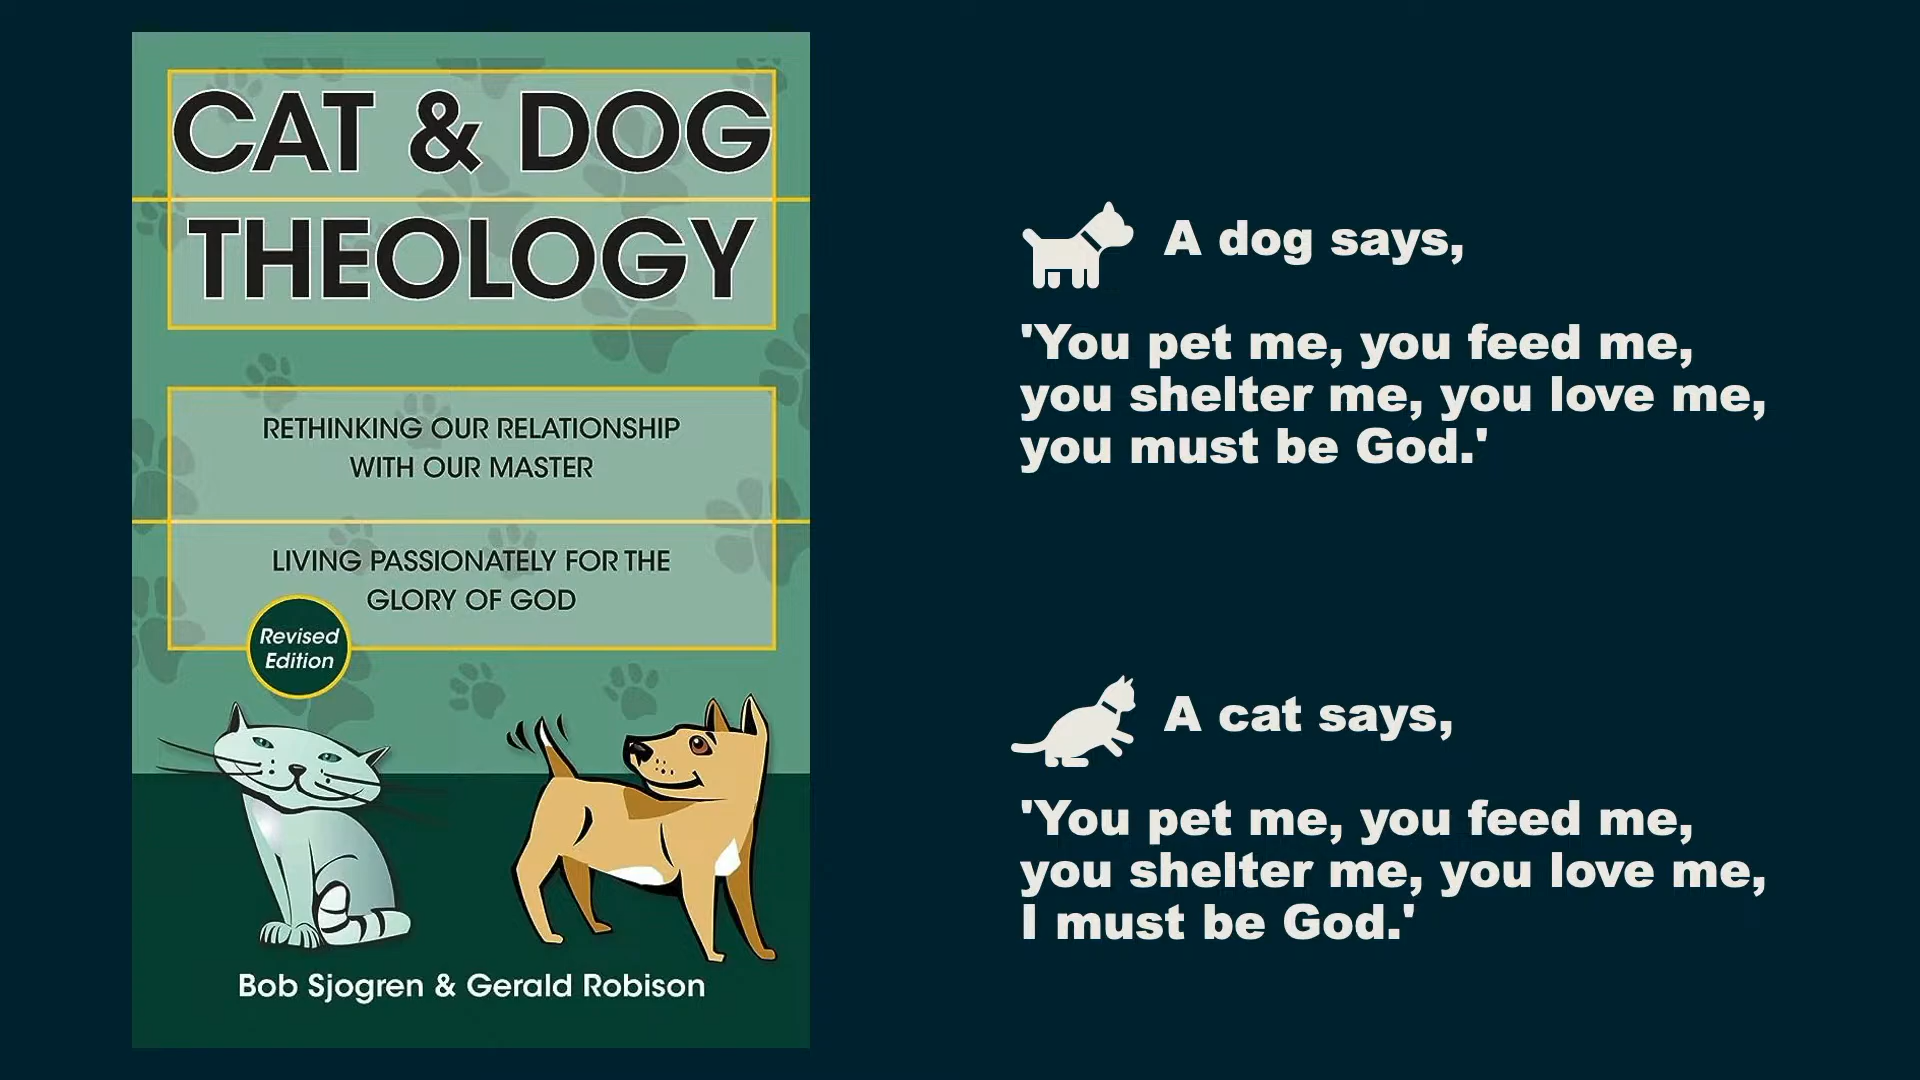 CAT & DOG
THEOLOGY
RETHINKING OUR RELATIONSHIP
WITH OUR MASTER
LIVING PASSIONATELY FOR THE
GLORY OF GOD
Revised
Edition
Bob Sjogren & Gerald Robison
A dog says,
'You pet me, you feed me,
you shelter me, you love me,
you must be God.'
A cat says,
'You pet me, you feed me,
you shelter me, you love me,
I must be God.'